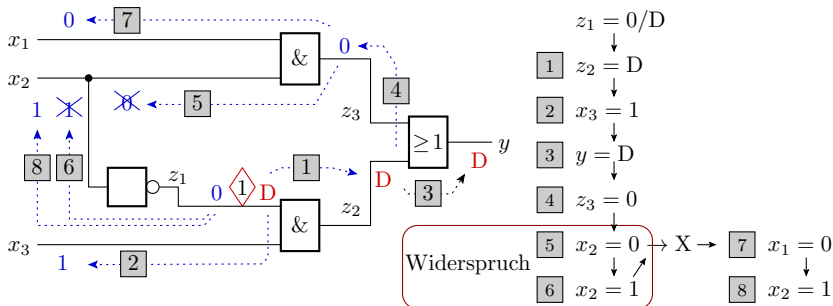 0 7
x₁ & 0 z₁ = 0/D
x₂ 1 z₂ = D
1 1 0 5 4 2 x₃ = 1
z₃ ≥1 y 3 y = D
8 6 z₁ 1 D D 4 z₃ = 0
0 1 D 3
& z₂ 5 x₂ = 0 X 7 x₁ = 0
x₃ Widerspruch
1 2 6 x₂ = 1 8 x₂ = 1